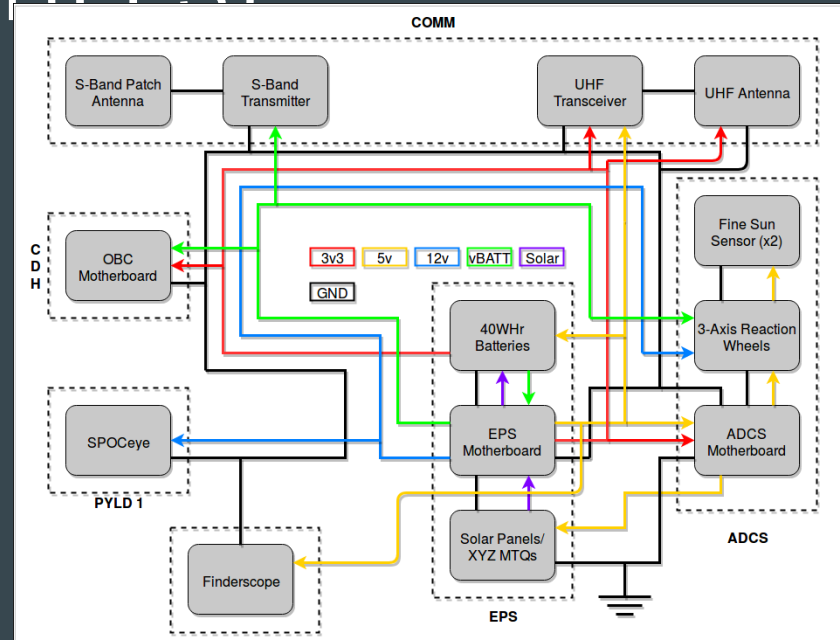 COMM
S-Band Patch
Antenna
S-Band
Transmitter
UHF
Transceiver
UHF Antenna
C
D
H
OBC
Motherboard
3v3
5v
12v
vBATT
Solar
GND
Fine Sun
Sensor (x2)
40WHr
Batteries
3-Axis Reaction
Wheels
SPOCeye
EPS
Motherboard
ADCS
Motherboard
PYLD 1
Solar Panels/
XYZ MTQs
ADCS
Finderscope
EPS